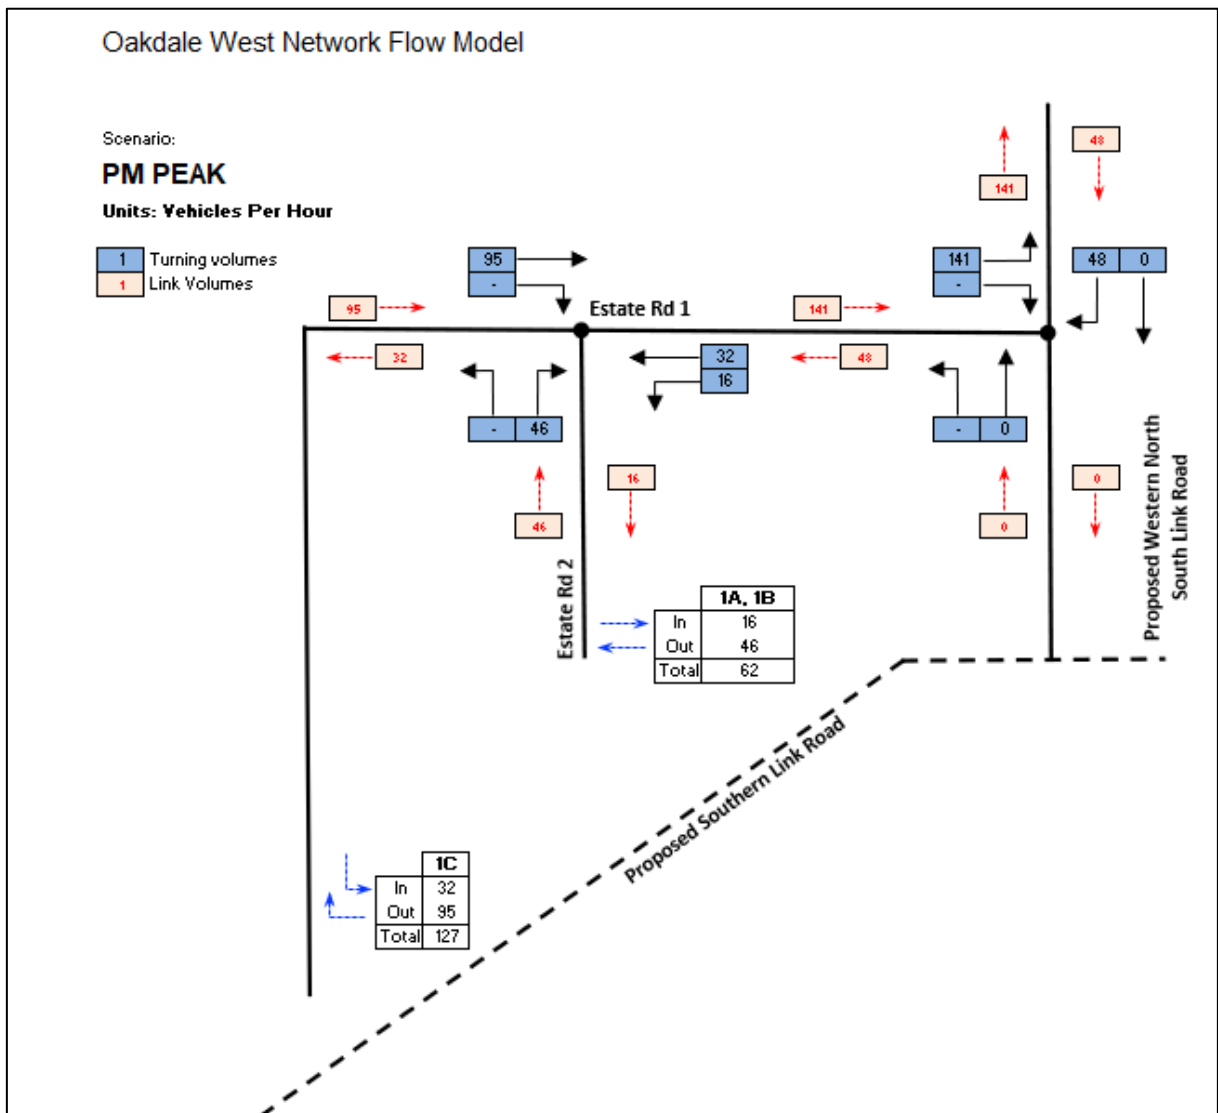 Oakdale West Network Flow Model
Scenario:
PM PEAK
Units: Vehicles Per Hour
1 Turning volumes
1 Link Volumes
48
141
95
-
141
-
48 0
95
Estate Rd 1
141
32
32
16
48
- 46
- 0
46
16
0
0
Proposed Western North
South Link Road
Estate Rd 2
1A, 1B
In 16
Out 46
Total 62
Proposed Southern Link Road
1C
In 32
Out 95
Total 127